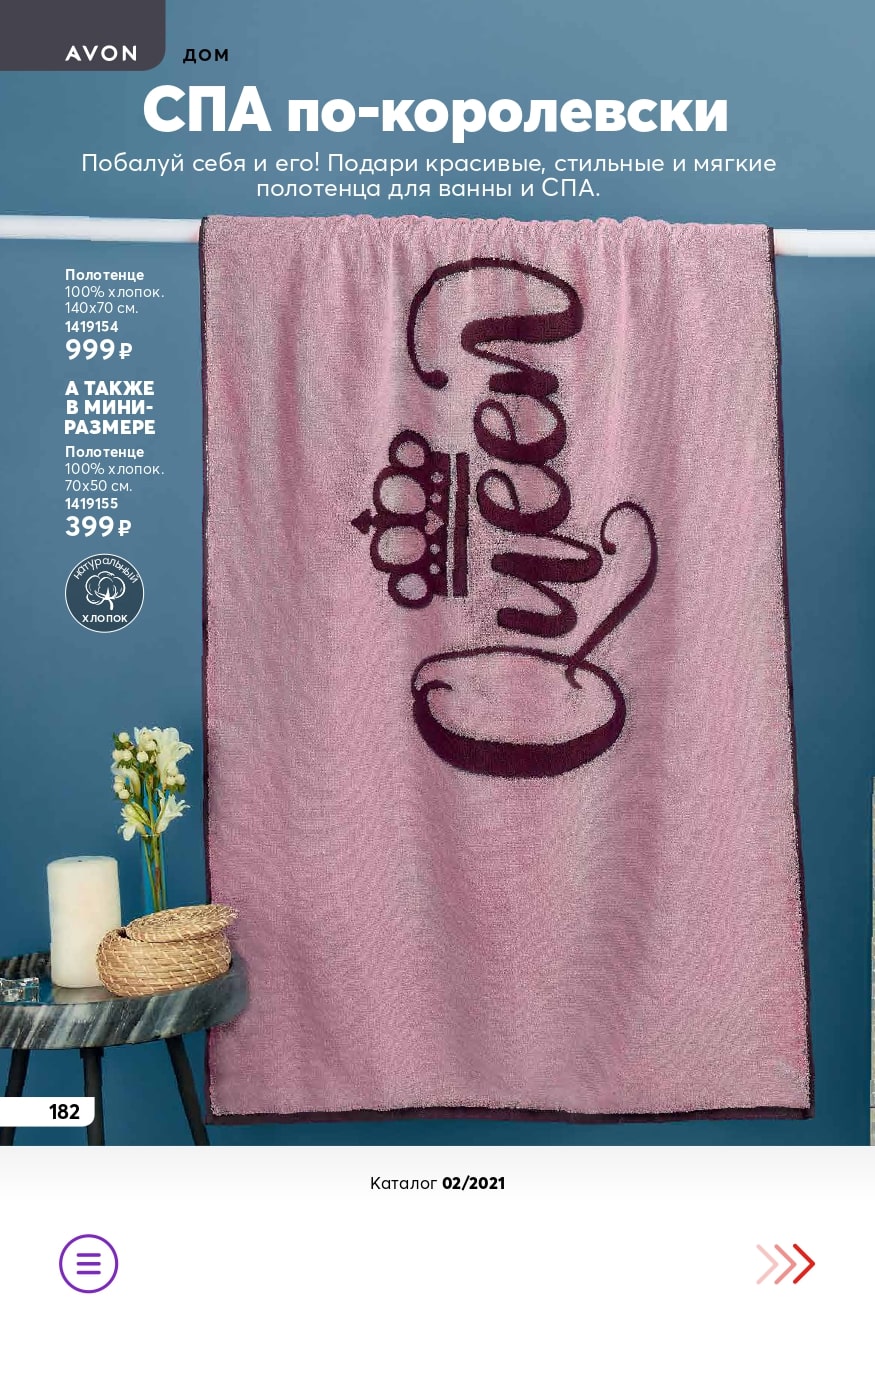 AVON
ДОМ
СПА по-королевски
Побалуй себя и его! Подари красивые, стильные и мягкие
полотенца для ванны и СПА.
Полотенце
100% хлопок.
140х70 см.
1419154
999 ₽
А ТАКЖЕ
В МИНИ-
РАЗМЕРЕ
Полотенце
100% хлопок.
70х50 см.
1419155
399 ₽
натуральный
хлопок
Queen
182
Каталог 02/2021